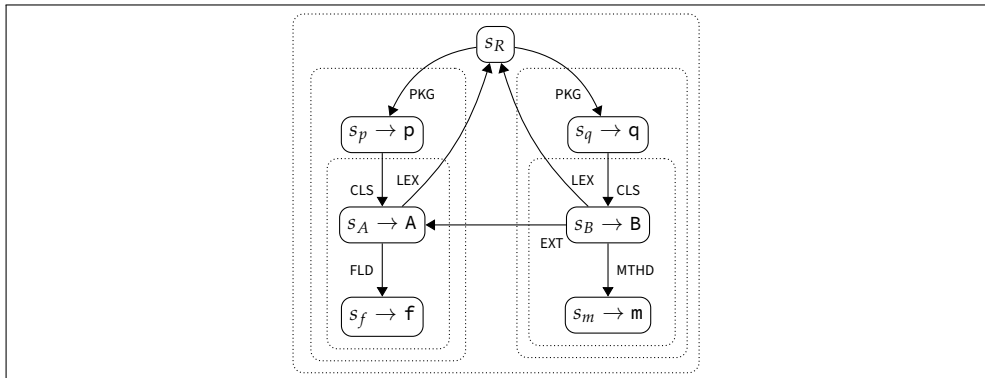 s_R
PKG PKG
s_p → p s_q → q
CLS LEX LEX CLS
s_A → A s_B → B
EXT
FLD MTHD
s_f → f s_m → m